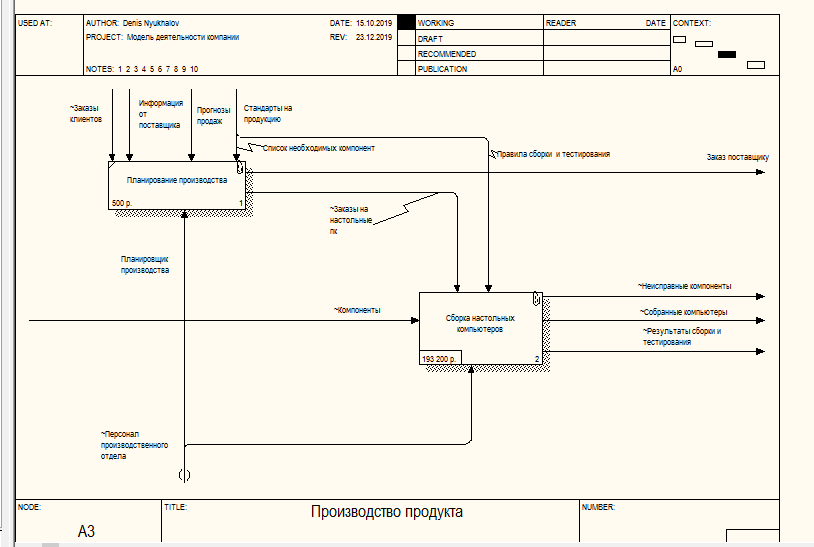 USED AT:
AUTHOR: Denis Nyukhalov
DATE: 15.10.2019
WORKING
READER
DATE
CONTEXT:
PROJECT: Модель деятельности компании
REV: 23.12.2019
DRAFT
RECOMMENDED
NOTES: 1 2 3 4 5 6 7 8 9 10
PUBLICATION
A0
~Заказы
клиентов
Информация
от
поставщика
Прогнозы
продаж
Стандарты на
продукцию
Список необходимых компонент
Правила сборки и тестирования
Заказ поставщику
Планирование производства
500 р.
1
~Заказы на
настольные
пк
Планировщик
производства
~Неисправные компоненты
~Компоненты
Сборка настольных
компьютеров
~Собранные компьютеры
~Результаты сборки и
тестирования
193 200 р.
2
~Персонал
производственного
отдела
NODE:
TITLE:
Производство продукта
NUMBER:
A3